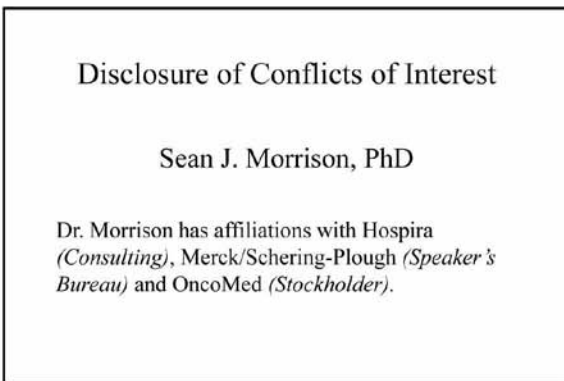 Disclosure of Conflicts of Interest
Sean J. Morrison, PhD
Dr. Morrison has affiliations with Hospira
(Consulting), Merck/Schering-Plough (Speaker's
Bureau) and OncoMed (Stockholder).